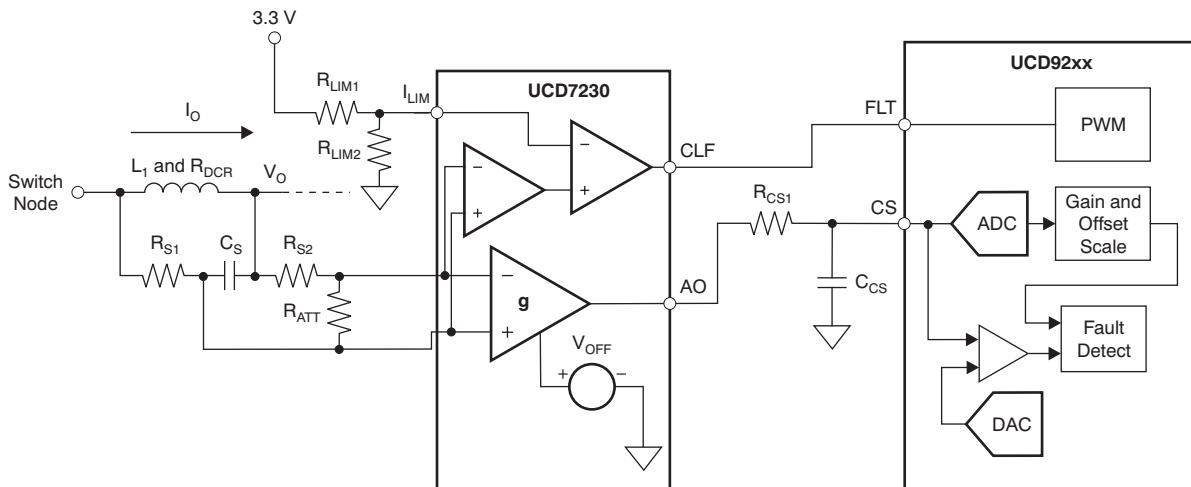 3.3 V
UCD92xx
UCD7230
R_LIM1
I_LIM
FLT
PWM
I_O
R_LIM2
−
+
CLF
L_1 and R_DCR
V_O
−
+
R_CS1
CS
ADC
Gain and
Offset
Scale
Switch
Node
R_S1
C_S
R_S2
−
g
+
AO
C_CS
R_ATT
V_OFF
+
−
Fault
Detect
DAC